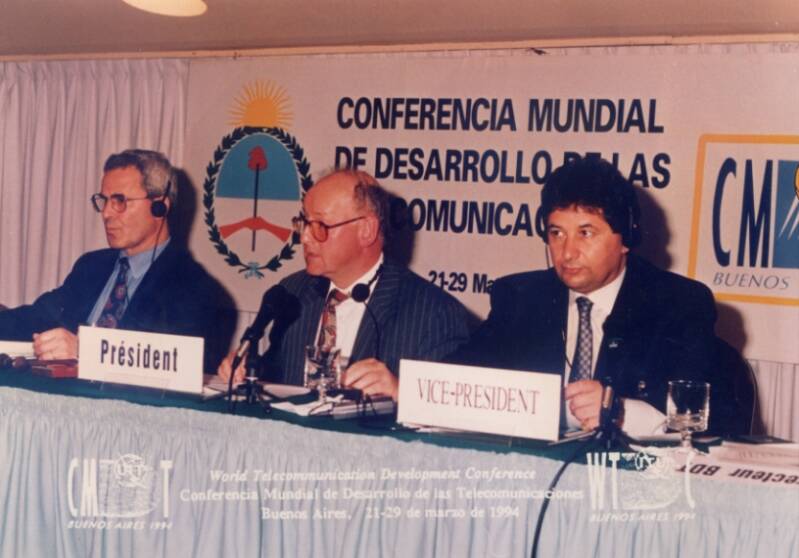 CONFERENCIA MUNDIAL
DE DESARROLLO DE LAS
COMUNICAC
21-29 Ma
CM
BUENOS
Président
VICE-PRESIDENT
ecteur BDT
CM T
BUENOS AIRES 1994
World Telecommunication Development Conference
Conferencia Mundial de Desarrollo de las Telecomunicaciones
Buenos Aires, 21-29 de marzo de 1994
WT C
BUENOS AIRES 1994